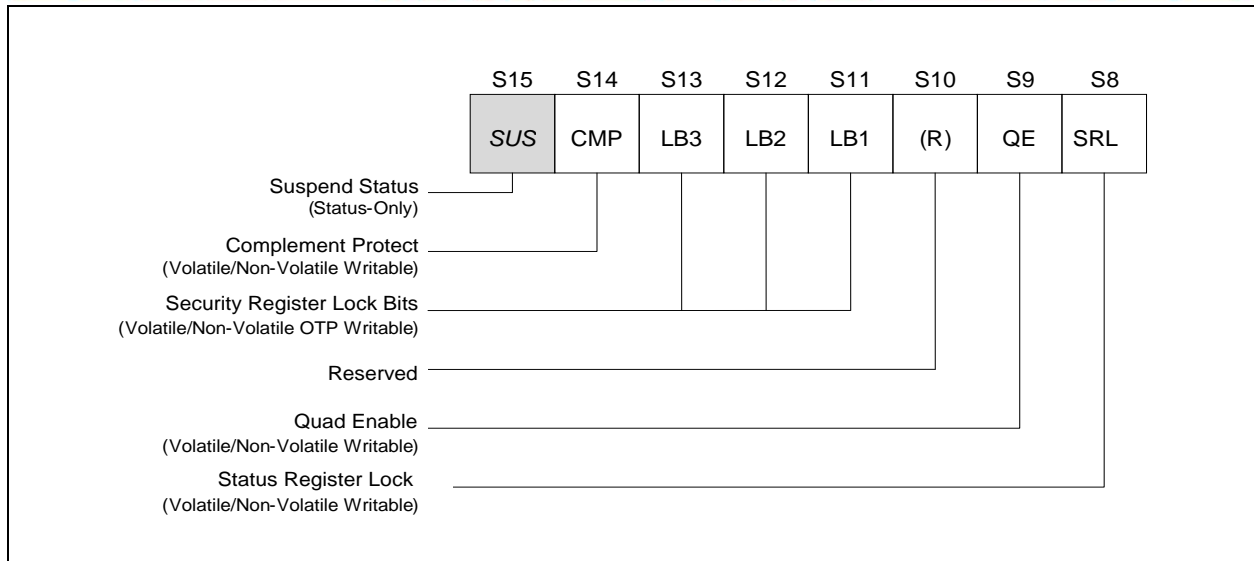 S15 S14 S13 S12 S11 S10 S9 S8
SUS CMP LB3 LB2 LB1 (R) QE SRL
Suspend Status
(Status-Only)
Complement Protect
(Volatile/Non-Volatile Writable)
Security Register Lock Bits
(Volatile/Non-Volatile OTP Writable)
Reserved
Quad Enable
(Volatile/Non-Volatile Writable)
Status Register Lock
(Volatile/Non-Volatile Writable)